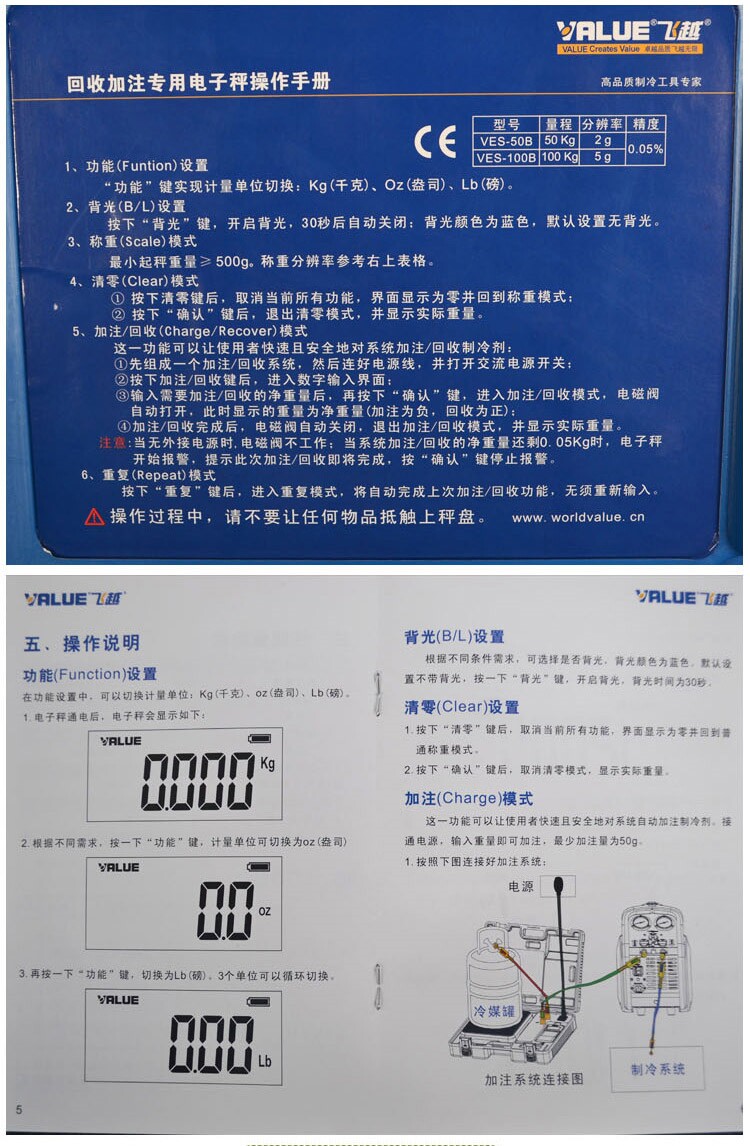 VALUE®飞越®
VALUE Creates Value 卓越品质 飞越无限
回收加注专用电子秤操作手册
高品质制冷工具专家
型号 量程 分辨率 精度
VES-50B 50 Kg 2 g 0.05%
VES-100B 100 Kg 5 g
CE
1、功能(Funtion)设置
“功能”键实现计量单位切换：Kg(千克)、Oz(盎司)、Lb(磅)。
2、背光(B/L)设置
按下“背光”键，开启背光，30秒后自动关闭；背光颜色为蓝色，默认设置无背光。
3、称重(Scale)模式
最小起秤重量≥500g。称重分辨率参考右上表格。
4、清零(Clear)模式
① 按下清零键后，取消当前所有功能，界面显示为零并回到称重模式；
② 按下“确认”键后，退出清零模式，并显示实际重量。
5、加注/回收(Charge/Recover)模式
这一功能可以让使用者快速且安全地对系统加注/回收制冷剂：
①先组成一个加注/回收系统，然后连好电源线，并打开交流电源开关；
②按下加注/回收键后，进入数字输入界面；
③输入需要加注/回收的净重量后，再按下“确认”键，进入加注/回收模式，电磁阀
自动打开，此时显示的重量为净重量(加注为负，回收为正)；
④加注/回收完成后，电磁阀自动关闭，退出加注/回收模式，并显示实际重量。
注意：当无外接电源时，电磁阀不工作；当系统加注/回收的净重量还剩0.05Kg时，电子秤
开始报警，提示此次加注/回收即将完成，按“确认”键停止报警。
6、重复(Repeat)模式
按下“重复”键后，进入重复模式，将自动完成上次加注/回收功能，无须重新输入。
操作过程中，请不要让任何物品抵触上秤盘。 www.worldvalue.cn
VALUE飞越
五、操作说明
功能(Function)设置
在功能设置中，可以切换计量单位：Kg(千克)、oz(盎司)、Lb(磅)。
1.电子秤通电后，电子秤会显示如下：
VALUE
0.000 Kg
2.根据不同需求，按一下“功能”键，计量单位可切换为oz(盎司)
VALUE
0.0 oz
3.再按一下“功能”键，切换为Lb(磅)。3个单位可以循环切换。
VALUE
0.00 Lb
5
VALUE飞越
背光(B/L)设置
根据不同条件需求，可选择是否背光，背光颜色为蓝色，默认设
置不带背光，按一下“背光”键，开启背光，背光时间为30秒。
清零(Clear)设置
1.按下“清零”键后，取消当前所有功能，界面显示为零并回到普
通称重模式。
2.按下“确认”键后，取消清零模式，显示实际重量。
加注(Charge)模式
这一功能可以让使用者快速且安全地对系统自动加注制冷剂。接
通电源，输入重量即可加注，最少加注量为50g。
1.按照下图连接好加注系统：
电源
冷媒罐
制冷系统
加注系统连接图